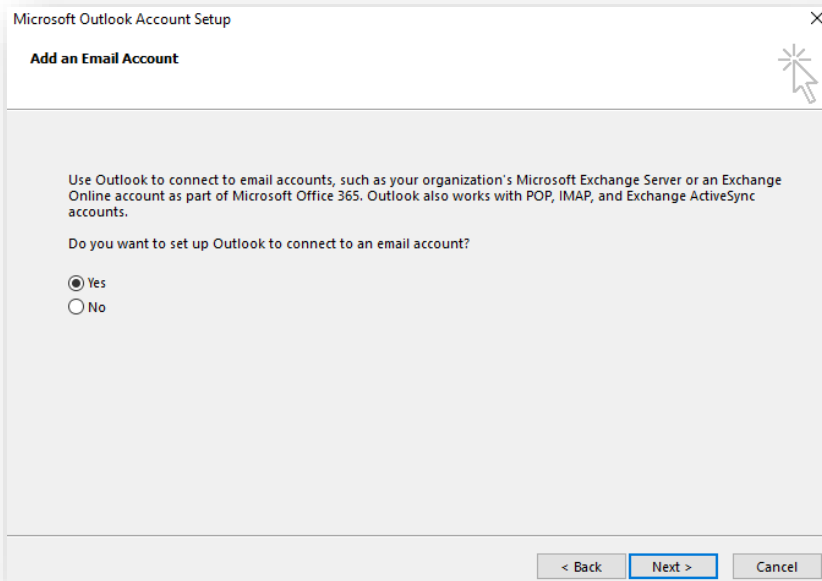 Microsoft Outlook Account Setup
Add an Email Account
Use Outlook to connect to email accounts, such as your organization's Microsoft Exchange Server or an Exchange
Online account as part of Microsoft Office 365. Outlook also works with POP, IMAP, and Exchange ActiveSync
accounts.
Do you want to set up Outlook to connect to an email account?
Yes
No
< Back Next > Cancel